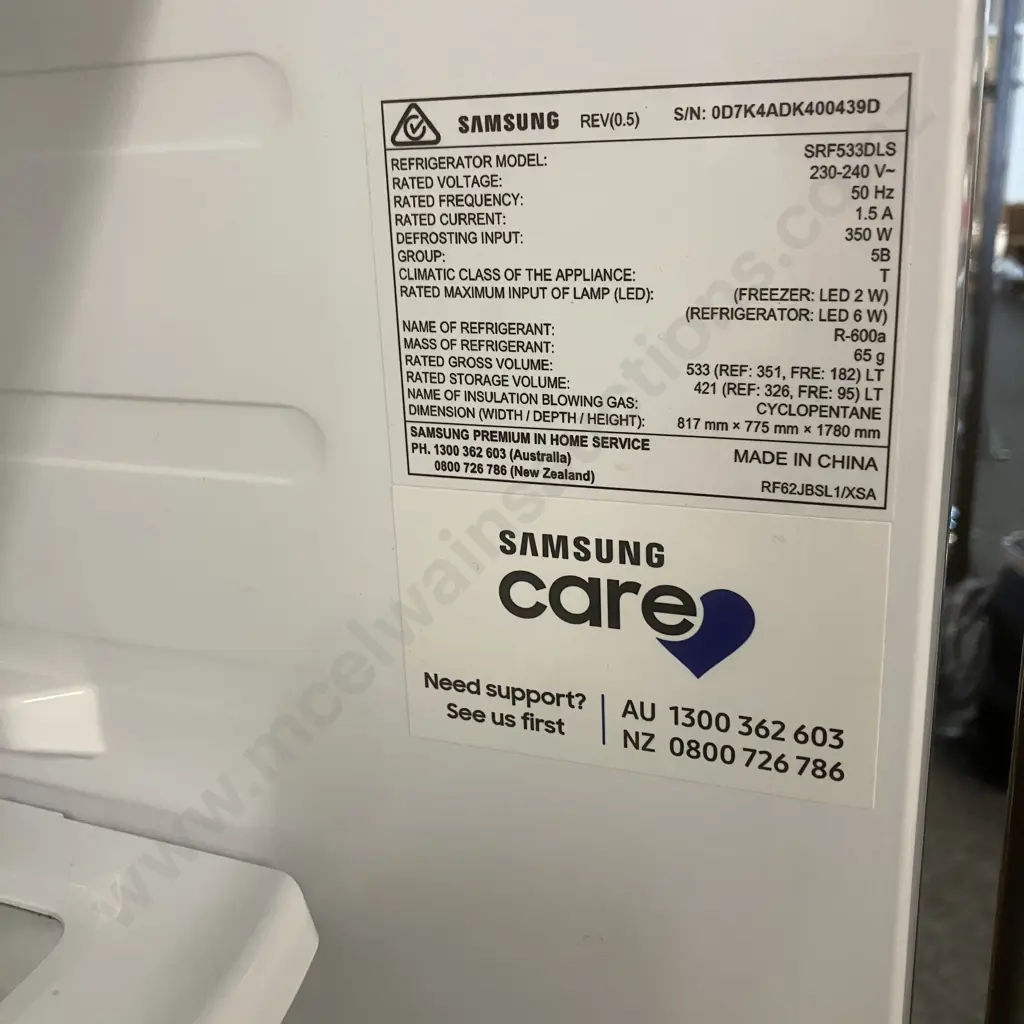 SAMSUNG REV(0.5) S/N: 0D7K4ADK400439D
REFRIGERATOR MODEL: SRF533DLS
RATED VOLTAGE: 230-240 V~
RATED FREQUENCY: 50 Hz
RATED CURRENT: 1.5 A
DEFROSTING INPUT: 350 W
GROUP: 5B
CLIMATIC CLASS OF THE APPLIANCE: T
RATED MAXIMUM INPUT OF LAMP (LED): (FREEZER: LED 2 W)
(REFRIGERATOR: LED 6 W)
NAME OF REFRIGERANT: R-600a
MASS OF REFRIGERANT: 65 g
RATED GROSS VOLUME: 533 (REF: 351, FRE: 182) LT
RATED STORAGE VOLUME: 421 (REF: 326, FRE: 95) LT
NAME OF INSULATION BLOWING GAS: CYCLOPENTANE
DIMENSION (WIDTH / DEPTH / HEIGHT): 817 mm × 775 mm × 1780 mm
SAMSUNG PREMIUM IN HOME SERVICE
PH. 1300 362 603 (Australia)
0800 726 786 (New Zealand)
MADE IN CHINA
RF62JBSL1/XSA
SAMSUNG
care
Need support?
See us first
AU 1300 362 603
NZ 0800 726 786